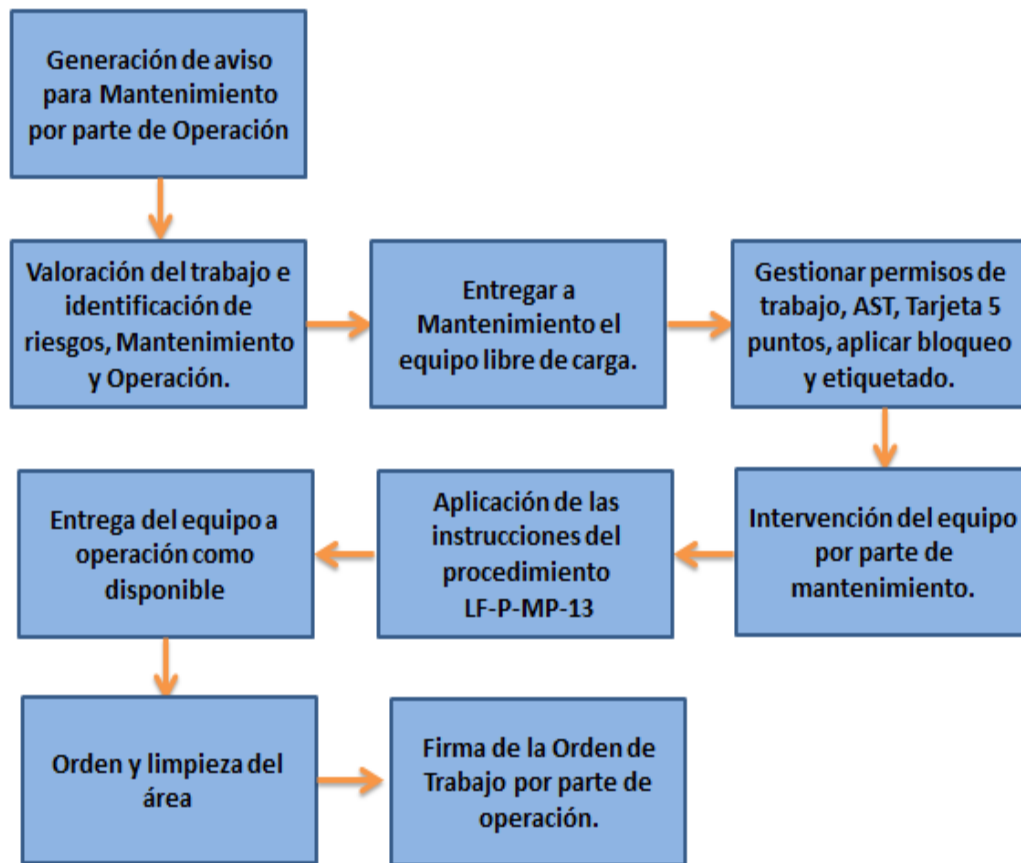 Generación de aviso
para Mantenimiento
por parte de Operación
Valoración del trabajo e
identificación de
riesgos, Mantenimiento
y Operación.
Entregar a
Mantenimiento el
equipo libre de carga.
Gestionar permisos de
trabajo, AST, Tarjeta 5
puntos, aplicar bloqueo
y etiquetado.
Intervención del equipo
por parte de
mantenimiento.
Aplicación de las
instrucciones del
procedimiento
LF-P-MP-13
Entrega del equipo a
operación como
disponible
Orden y limpieza del
área
Firma de la Orden de
Trabajo por parte de
operación.